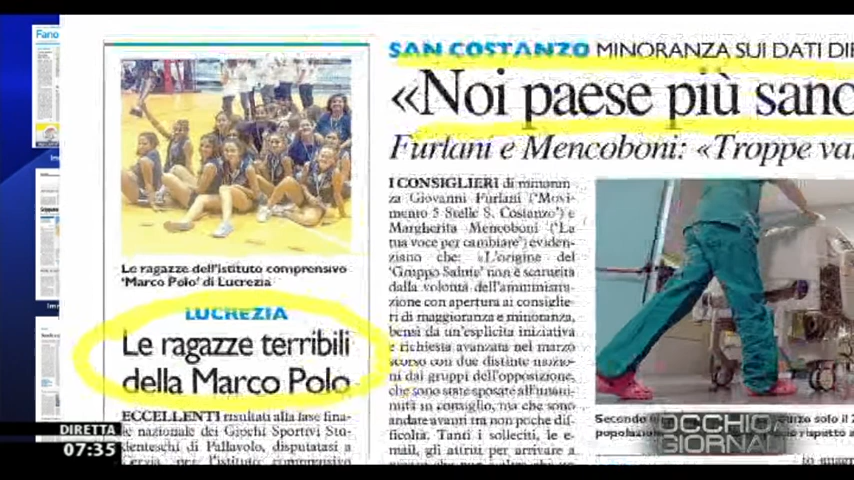 Fano
SAN COSTANZO MINORANZA SUI DATI
«Noi paese più sano
Furlani e Mencoboni: «Troppe va
Le ragazze dell'istituto comprensivo
'Marco Polo' di Lucrezia
LUCREZIA
Le ragazze terribili
della Marco Polo
ECCELLENTI risultati alla fase fina-
le nazionale dei Giochi Sportivi Stu-
denteschi di Pallavolo, disputatasi a
Cervia, per l'istituto comprensivo
I CONSIGLIERI di minoran-
za Giovanni Furlani ('Movi-
mento 5 Stelle S. Costanzo') e
Margherita Mencoboni ('La
tua voce per cambiare') eviden-
ziano che: «L'origine del
'Gruppo Salute' non è scaturita
dalla volontà dell'amministra-
zione con apertura ai consiglie-
ri di maggioranza e minoranza,
bensì da un'esplicita iniziativa
e richiesta avanzata nel marzo
scorso con due distinte mozio-
ni dai gruppi dell'opposizione,
che sono state sposate all'unani-
mità in consiglio, ma che sono
andate avanti tra non poche dif-
ficoltà. Tanti i solleciti, le e-
mail, gli attriti per arrivare a
Secondo
solo il
popolazio
rispetto a
DIRETTA
07:35
OCCHIO
GIORNALI